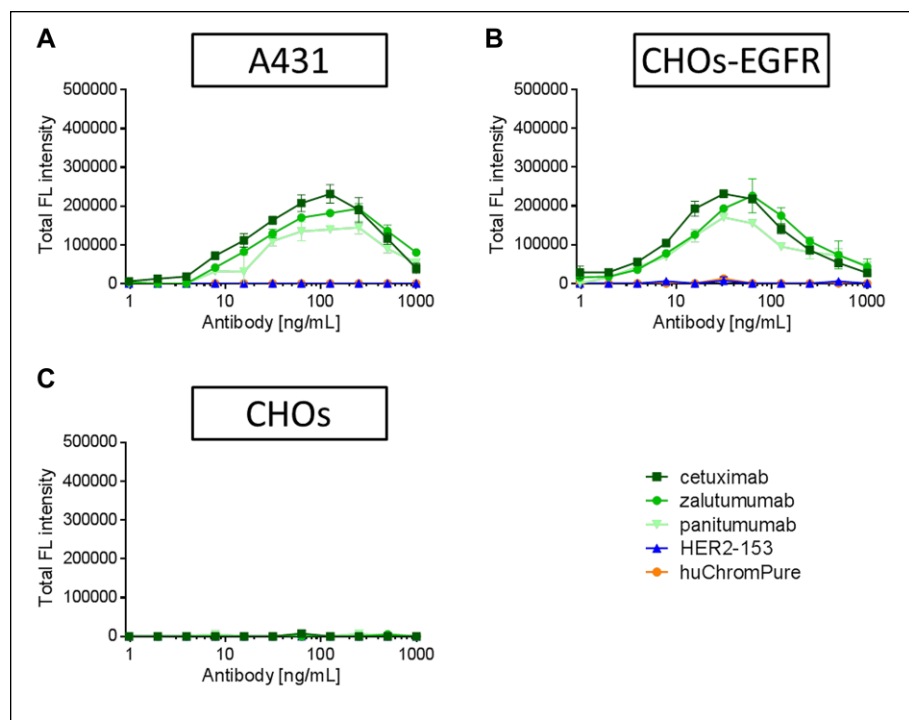 A
A431
500000
400000
300000
200000
100000
0
Total FL intensity
1 10 100 1000
Antibody [ng/mL]
B
CHOs-EGFR
500000
400000
300000
200000
100000
0
Total FL intensity
1 10 100 1000
Antibody [ng/mL]
C
CHOs
500000
400000
300000
200000
100000
0
Total FL intensity
1 10 100 1000
Antibody [ng/mL]
cetuximab
zalutumumab
panitumumab
HER2-153
huChromPure